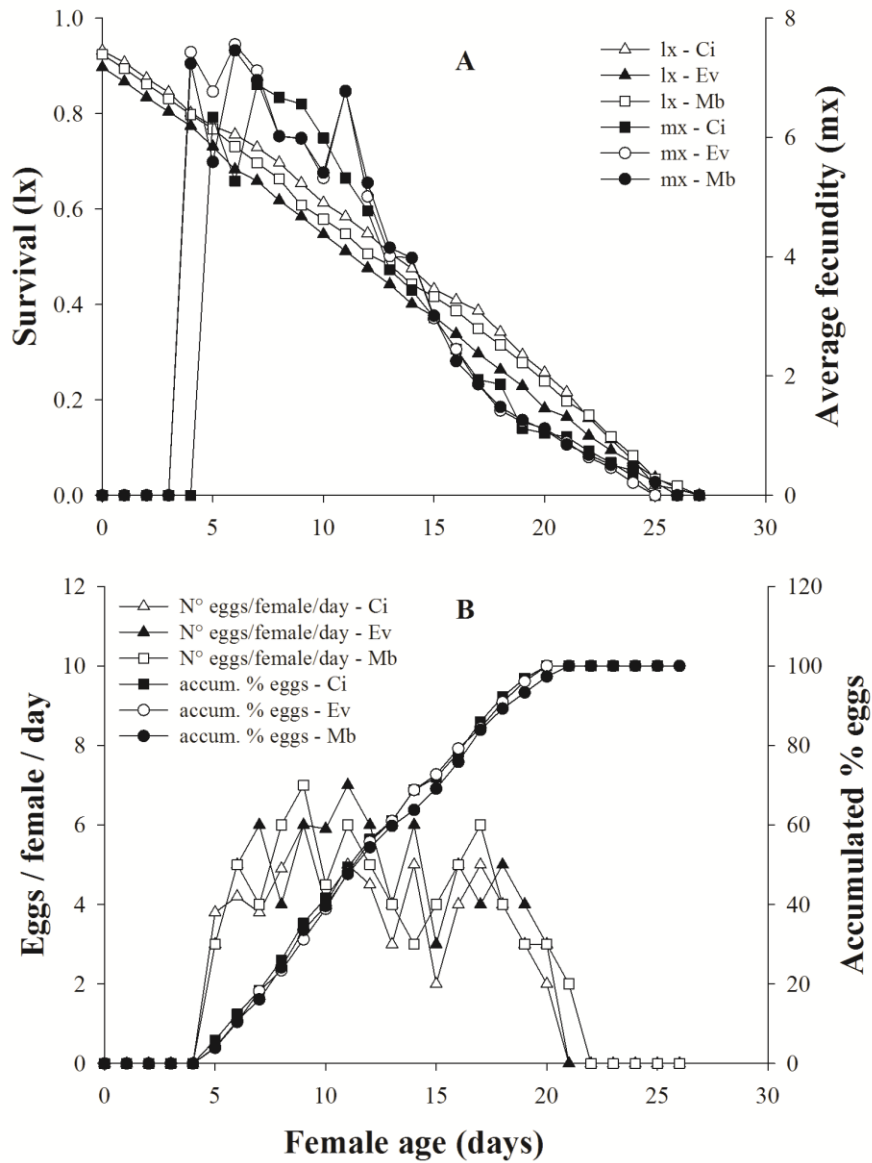 A
lx - Ci
lx - Ev
lx - Mb
mx - Ci
mx - Ev
mx - Mb
Survival (lx)
1.0
0.8
0.6
0.4
0.2
0.0
Average fecundity (mx)
8
6
4
2
0
0 5 10 15 20 25 30
B
N° eggs/female/day - Ci
N° eggs/female/day - Ev
N° eggs/female/day - Mb
accum. % eggs - Ci
accum. % eggs - Ev
accum. % eggs - Mb
Eggs / female / day
12
10
8
6
4
2
0
Accumulated % eggs
120
100
80
60
40
20
0
0 5 10 15 20 25 30
Female age (days)